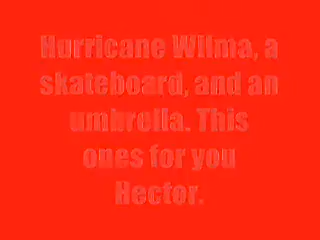 Hurricane Wilma, a
skateboard, and an
umbrella. This
ones for you
Hector.